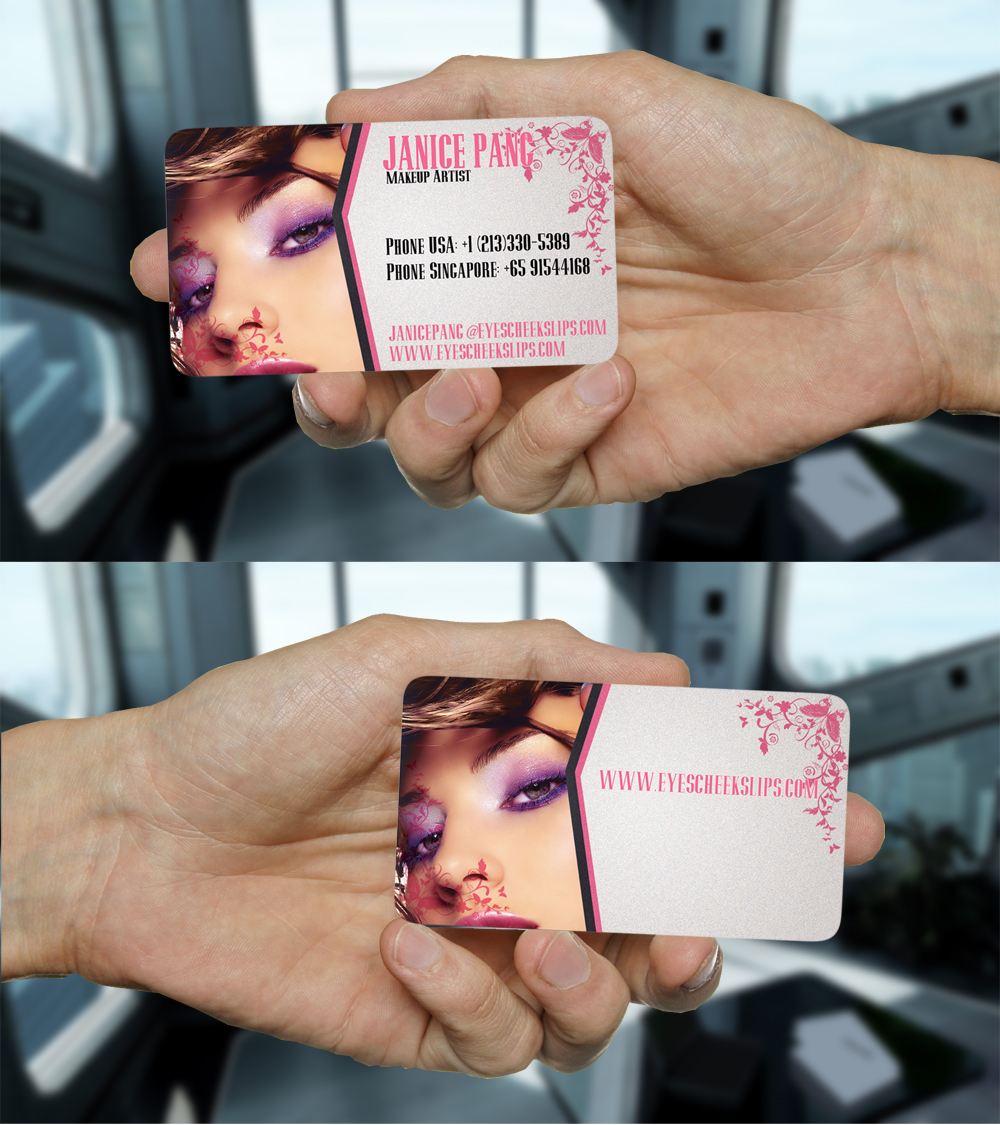 JANICE PANG
MAKEUP ARTIST
PHONE USA: +1 (213)330-5389
PHONE SINGAPORE: +65 91544168
JANICEPANG @EYESCHEEKSLIPS.COM
WWW.EYESCHEEKSLIPS.COM
WWW.EYESCHEEKSLIPS.COM